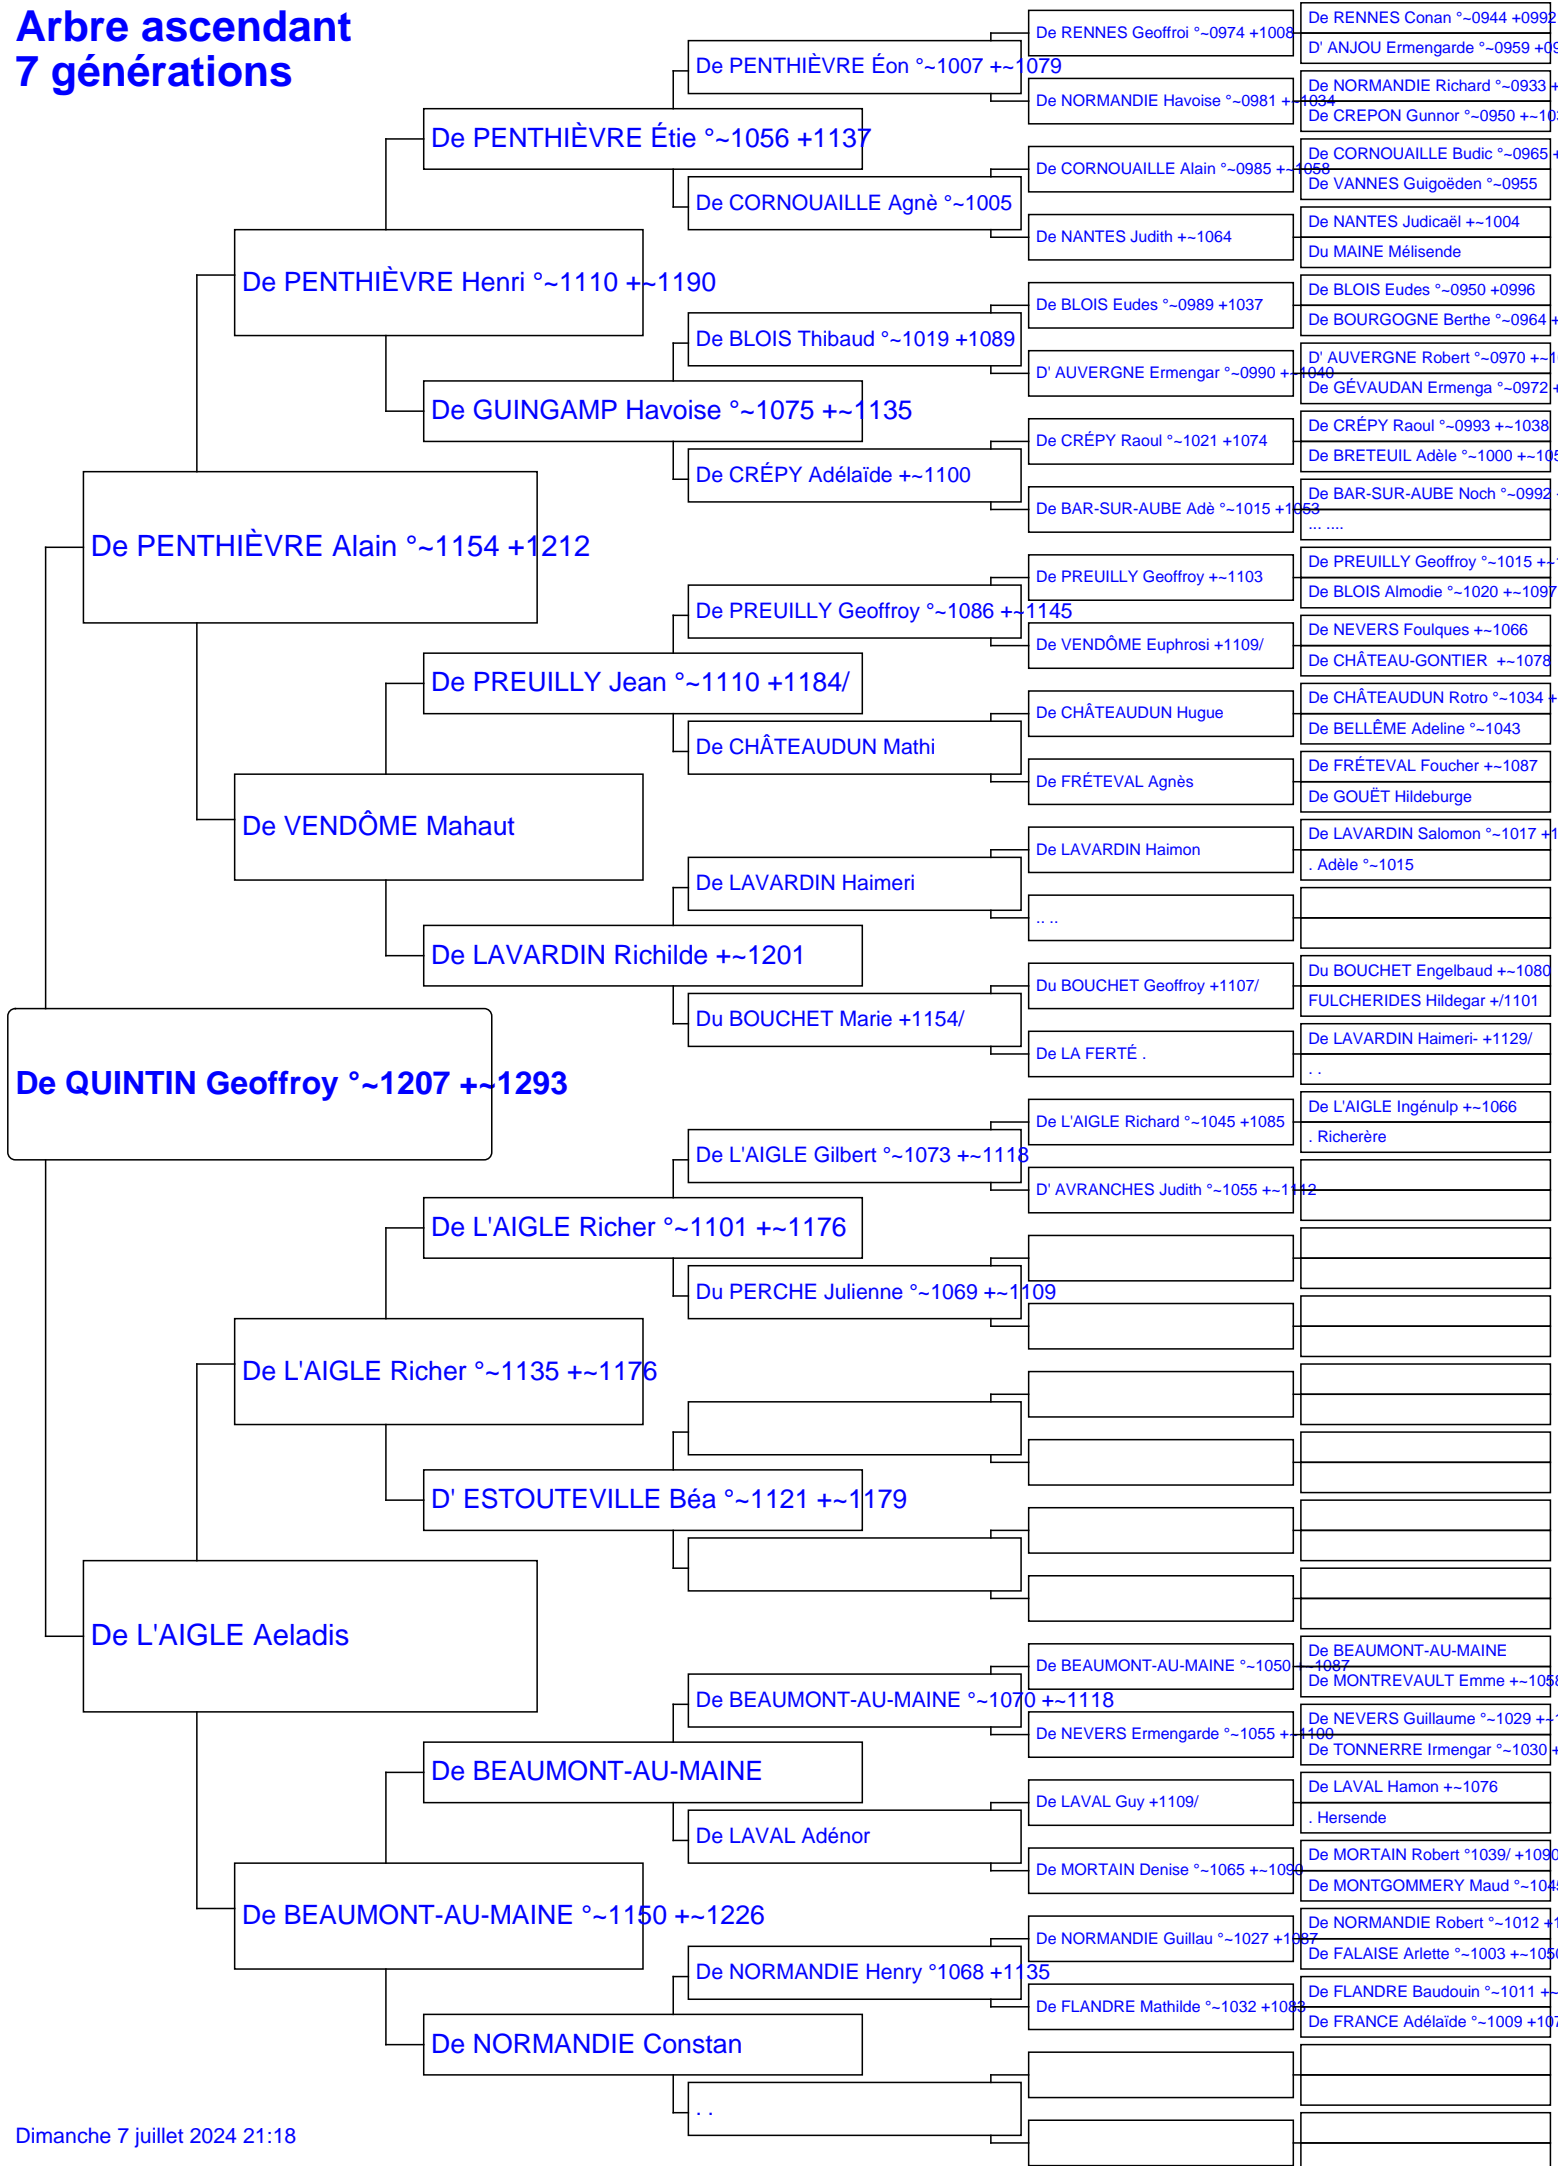 Arbre ascendant
7 générations
De QUINTIN Geoffroy °~1207 +~1293
De PENTHIÈVRE Alain °~1154 +1212
De L'AIGLE Aeladis
De PENTHIÈVRE Henri °~1110 +~1190
De VENDÔME Mahaut
De L'AIGLE Richer °~1135 +~1176
De BEAUMONT-AU-MAINE °~1150 +~1226
De PENTHIÈVRE Étie °~1056 +1137
De GUINGAMP Havoise °~1075 +~1135
De PREUILLY Jean °~1110 +1184/
De LAVARDIN Richilde +~1201
De L'AIGLE Richer °~1101 +~1176
D' ESTOUTEVILLE Béa °~1121 +~1179
De BEAUMONT-AU-MAINE
De NORMANDIE Constan
De PENTHIÈVRE Éon °~1007 +~1079
De CORNOUAILLE Agnè °~1005
De BLOIS Thibaud °~1019 +1089
De CRÉPY Adélaïde +~1100
De PREUILLY Geoffroy °~1086 +~1145
De CHÂTEAUDUN Mathi
De LAVARDIN Haimeri
Du BOUCHET Marie +1154/
De L'AIGLE Gilbert °~1073 +~1118
Du PERCHE Julienne °~1069 +~1109
De BEAUMONT-AU-MAINE °~1070 +~1118
De LAVAL Adénor
De NORMANDIE Henry °1068 +1135
. .
De RENNES Geoffroi °~0974 +1008
De NORMANDIE Havoise °~0981 +~1034
De CORNOUAILLE Alain °~0985 +~1058
De NANTES Judith +~1064
De BLOIS Eudes °~0989 +1037
D' AUVERGNE Ermengar °~0990 +~1040
De CRÉPY Raoul °~1021 +1074
De BAR-SUR-AUBE Adè °~1015 +1053
De PREUILLY Geoffroy +~1103
De VENDÔME Euphrosi +1109/
De CHÂTEAUDUN Hugue
De FRÉTEVAL Agnès
De LAVARDIN Haimon
.. ..
Du BOUCHET Geoffroy +1107/
De LA FERTÉ .
De L'AIGLE Richard °~1045 +1085
D' AVRANCHES Judith °~1055 +~1112
De BEAUMONT-AU-MAINE °~1050 +~1087
De NEVERS Ermengarde °~1055 +~1100
De LAVAL Guy +1109/
De MORTAIN Denise °~1065 +~1090
De NORMANDIE Guillau °~1027 +1087
De FLANDRE Mathilde °~1032 +1083
De RENNES Conan °~0944 +0992
D' ANJOU Ermengarde °~0959 +09
De NORMANDIE Richard °~0933 +
De CREPON Gunnor °~0950 +~103
De CORNOUAILLE Budic °~0965 +
De VANNES Guigoëden °~0955
De NANTES Judicaël +~1004
Du MAINE Mélisende
De BLOIS Eudes °~0950 +0996
De BOURGOGNE Berthe °~0964 +
D' AUVERGNE Robert °~0970 +~1
De GÉVAUDAN Ermenga °~0972 +
De CRÉPY Raoul °~0993 +~1038
De BRETEUIL Adèle °~1000 +~105
De BAR-SUR-AUBE Noch °~0992
... ....
De PREUILLY Geoffroy °~1015 +~
De BLOIS Almodie °~1020 +~1097
De NEVERS Foulques +~1066
De CHÂTEAU-GONTIER +~1078
De CHÂTEAUDUN Rotro °~1034 +
De BELLÊME Adeline °~1043
De FRÉTEVAL Foucher +~1087
De GOUËT Hildeburge
De LAVARDIN Salomon °~1017 +1
. Adèle °~1015
Du BOUCHET Engelbaud +~1080
FULCHERIDES Hildegar +/1101
De LAVARDIN Haimeri- +1129/
. .
De L'AIGLE Ingénulp +~1066
. Richerère
De BEAUMONT-AU-MAINE
De MONTREVAULT Emme +~1058
De NEVERS Guillaume °~1029 +~1
De TONNERRE Irmengar °~1030 +
De LAVAL Hamon +~1076
. Hersende
De MORTAIN Robert °1039/ +1090
De MONTGOMMERY Maud °~1045
De NORMANDIE Robert °~1012 +1
De FALAISE Arlette °~1003 +~1050
De FLANDRE Baudouin °~1011 +~
De FRANCE Adélaïde °~1009 +107
Dimanche 7 juillet 2024 21:18